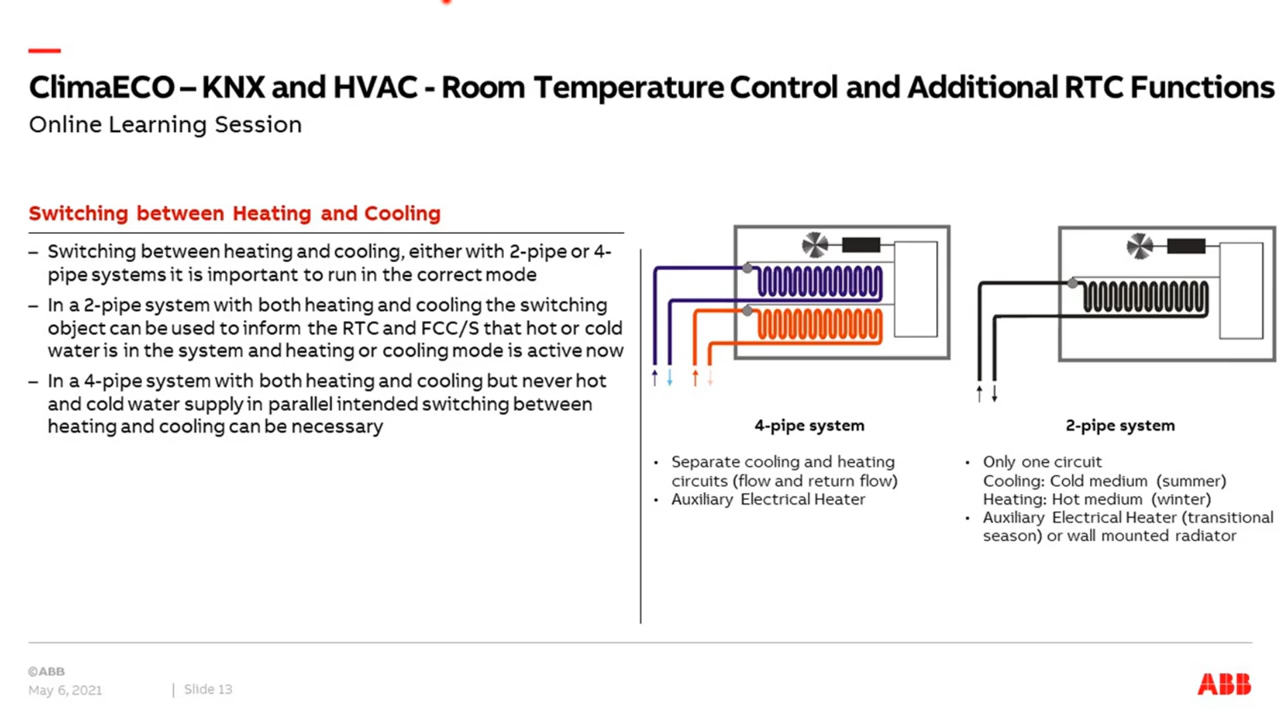 ClimaECO – KNX and HVAC - Room Temperature Control and Additional RTC Functions
Online Learning Session
Switching between Heating and Cooling
– Switching between heating and cooling, either with 2-pipe or 4-
pipe systems it is important to run in the correct mode
– In a 2-pipe system with both heating and cooling the switching
object can be used to inform the RTC and FCC/S that hot or cold
water is in the system and heating or cooling mode is active now
– In a 4-pipe system with both heating and cooling but never hot
and cold water supply in parallel intended switching between
heating and cooling can be necessary
4-pipe system
• Separate cooling and heating
circuits (flow and return flow)
• Auxiliary Electrical Heater
2-pipe system
• Only one circuit
Cooling: Cold medium (summer)
Heating: Hot medium (winter)
• Auxiliary Electrical Heater (transitional
season) or wall mounted radiator
©ABB
May 6, 2021
| Slide 13
ABB